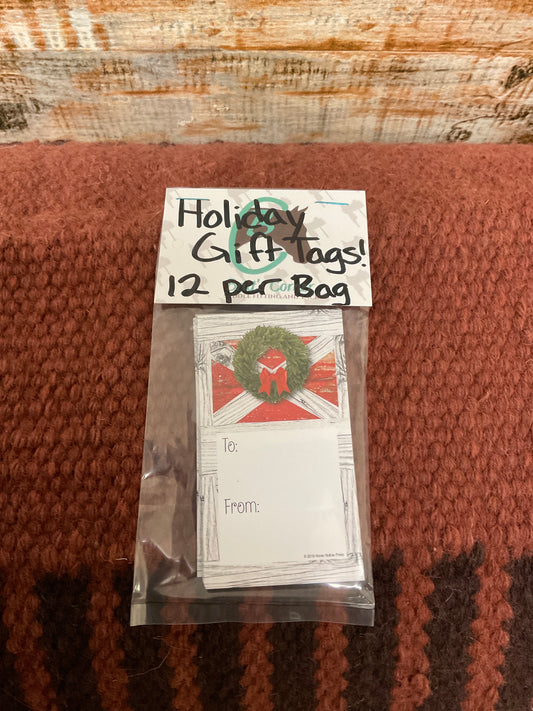 Holiday
Gift Tags!
12 per Bag
To:
From: